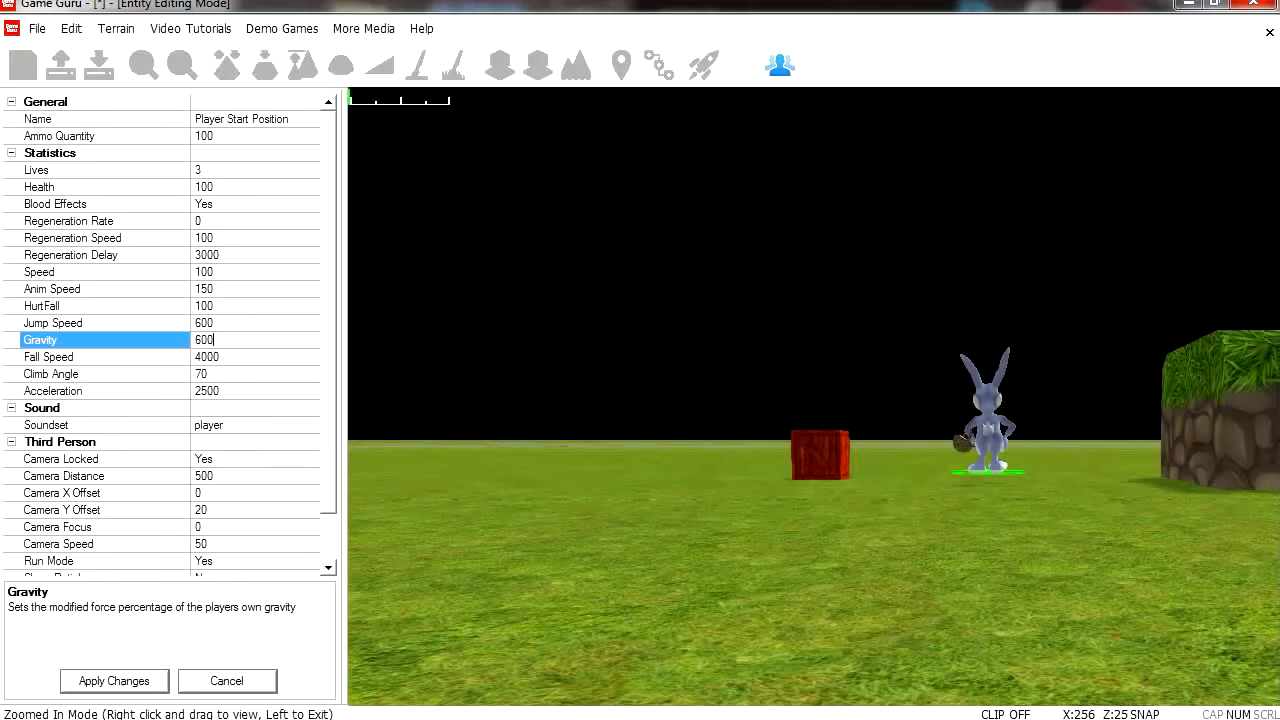 Game Guru - [*] - [Entity Editing Mode]
File Edit Terrain Video Tutorials Demo Games More Media Help
General
Name Player Start Position
Ammo Quantity 100
Statistics
Lives 3
Health 100
Blood Effects Yes
Regeneration Rate 0
Regeneration Speed 100
Regeneration Delay 3000
Speed 100
Anim Speed 150
HurtFall 100
Jump Speed 600
Gravity 600
Fall Speed 4000
Climb Angle 70
Acceleration 2500
Sound
Soundset player
Third Person
Camera Locked Yes
Camera Distance 500
Camera X Offset 0
Camera Y Offset 20
Camera Focus 0
Camera Speed 50
Run Mode Yes
Gravity
Sets the modified force percentage of the players own gravity
Apply Changes Cancel
Zoomed In Mode (Right click and drag to view, Left to Exit) CLIP OFF X:256 Z:25 SNAP CAP NUM SCRL